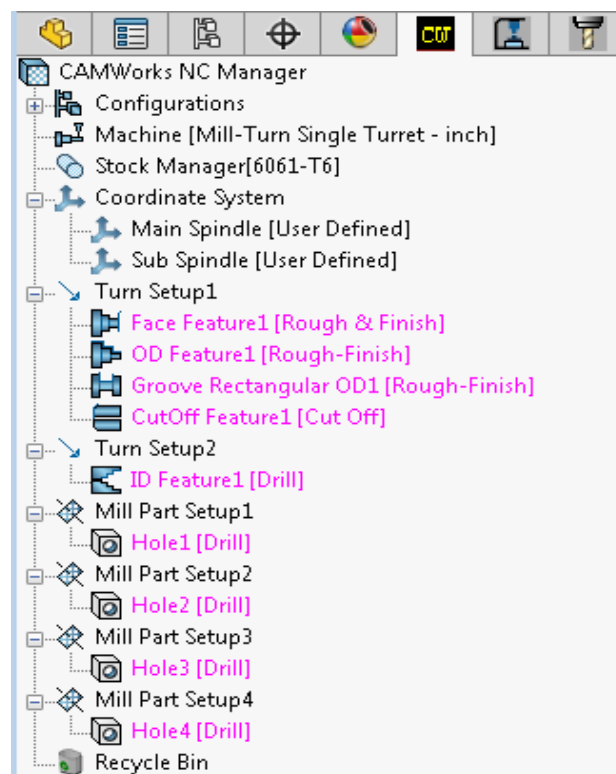 CW
CAMWorks NC Manager
Configurations
Machine [Mill-Turn Single Turret - inch]
Stock Manager[6061-T6]
Coordinate System
Main Spindle [User Defined]
Sub Spindle [User Defined]
Turn Setup1
Face Feature1 [Rough & Finish]
OD Feature1 [Rough-Finish]
Groove Rectangular OD1 [Rough-Finish]
CutOff Feature1 [Cut Off]
Turn Setup2
ID Feature1 [Drill]
Mill Part Setup1
Hole1 [Drill]
Mill Part Setup2
Hole2 [Drill]
Mill Part Setup3
Hole3 [Drill]
Mill Part Setup4
Hole4 [Drill]
Recycle Bin